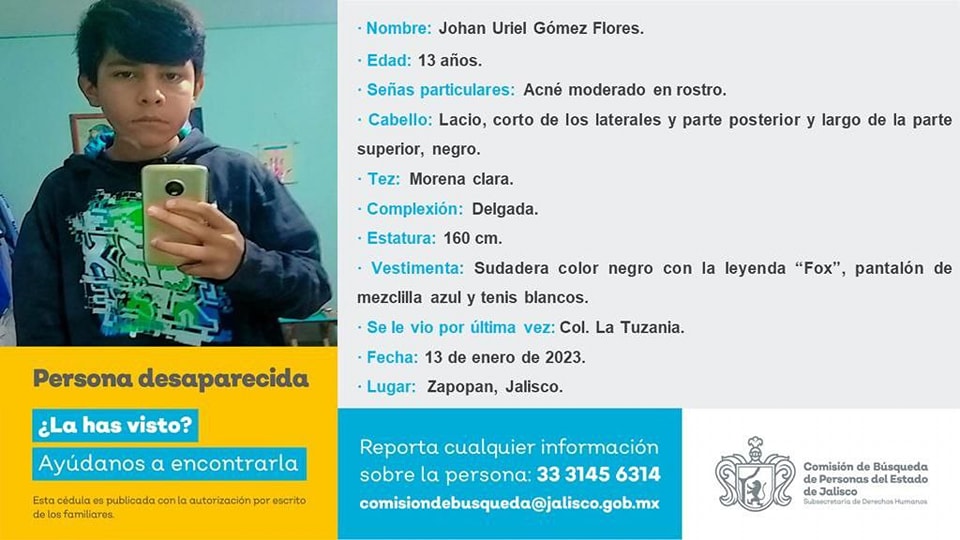 · Nombre: Johan Uriel Gómez Flores.
· Edad: 13 años.
· Señas particulares: Acné moderado en rostro.
· Cabello: Lacio, corto de los laterales y parte posterior y largo de la parte
superior, negro.
· Tez: Morena clara.
· Complexión: Delgada.
· Estatura: 160 cm.
· Vestimenta: Sudadera color negro con la leyenda “Fox”, pantalón de
mezclilla azul y tenis blancos.
· Se le vio por última vez: Col. La Tuzania.
· Fecha: 13 de enero de 2023.
· Lugar: Zapopan, Jalisco.
Persona desaparecida
¿La has visto?
Ayúdanos a encontrarla
Esta cédula es publicada con la autorización por escrito
de los familiares.
Reporta cualquier información
sobre la persona: 33 3145 6314
comisiondebusqueda@jalisco.gob.mx
Comisión de Búsqueda
de Personas del Estado
de Jalisco
Subsecretaría de Derechos Humanos